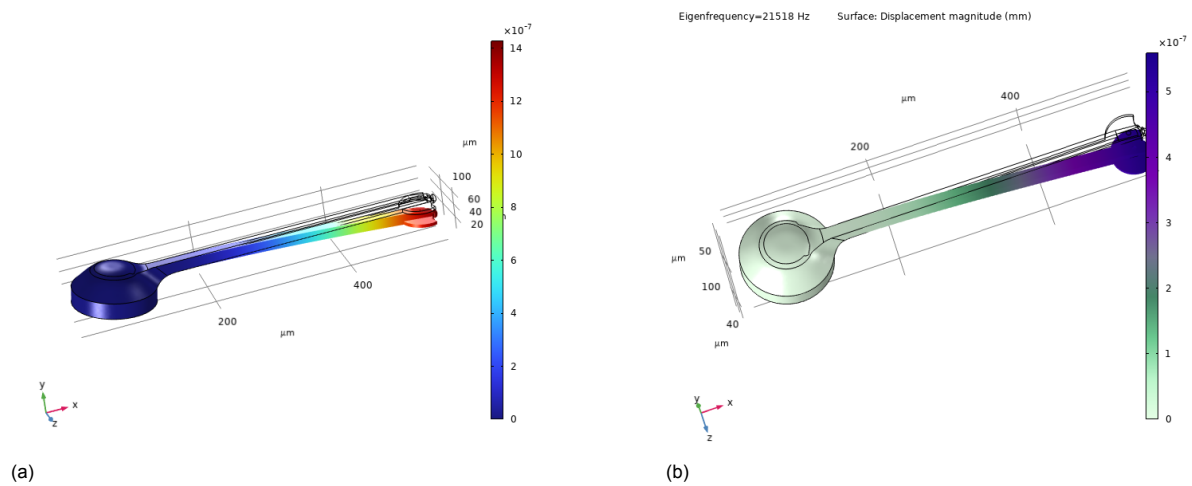 ×10⁻⁷
14
12
10
8
6
4
2
0
μm
100
60
40
20
400
200
μm
y
x
z
(a)
Eigenfrequency=21518 Hz Surface: Displacement magnitude (mm)
×10⁻⁷
5
4
3
2
1
0
μm
400
200
50
μm
100
40
μm
y
x
z
(b)